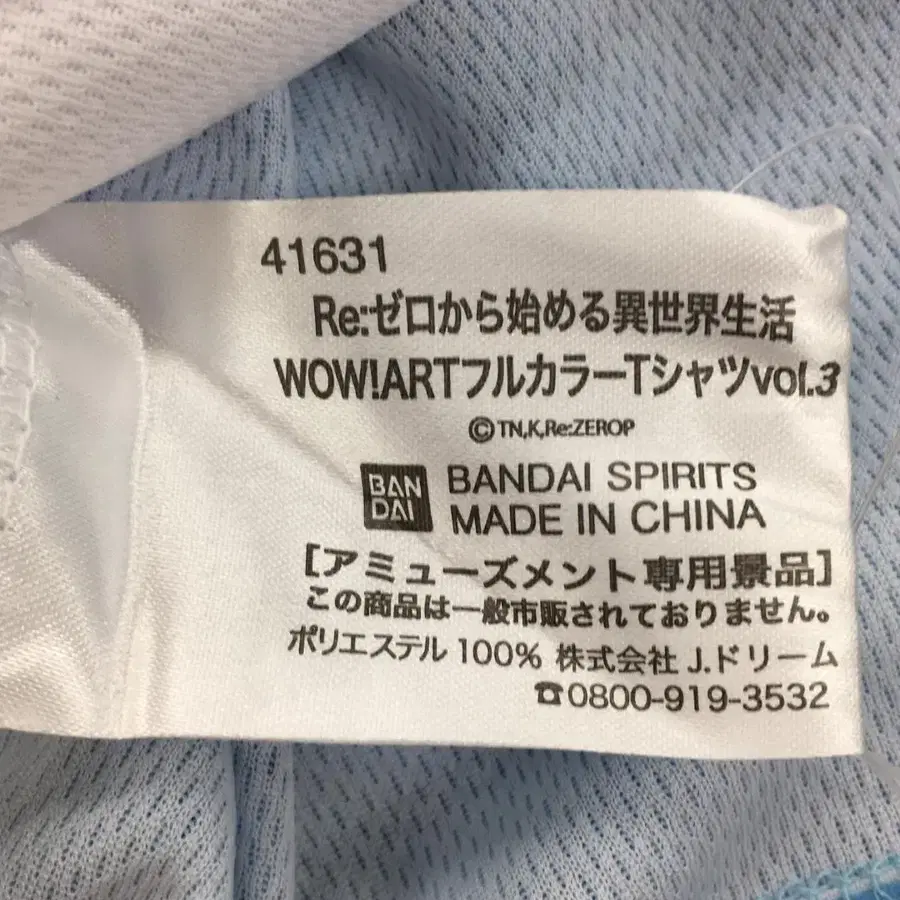 41631
Re:ゼロから始める異世界生活
WOW!ARTフルカラーTシャツvol.3
©TN,K,Re:ZEROP
BAN
DAI
BANDAI SPIRITS
MADE IN CHINA
[アミューズメント専用景品]
この商品は一般市販されておりません。
ポリエステル 100% 株式会社 J.ドリーム
☎0800-919-3532